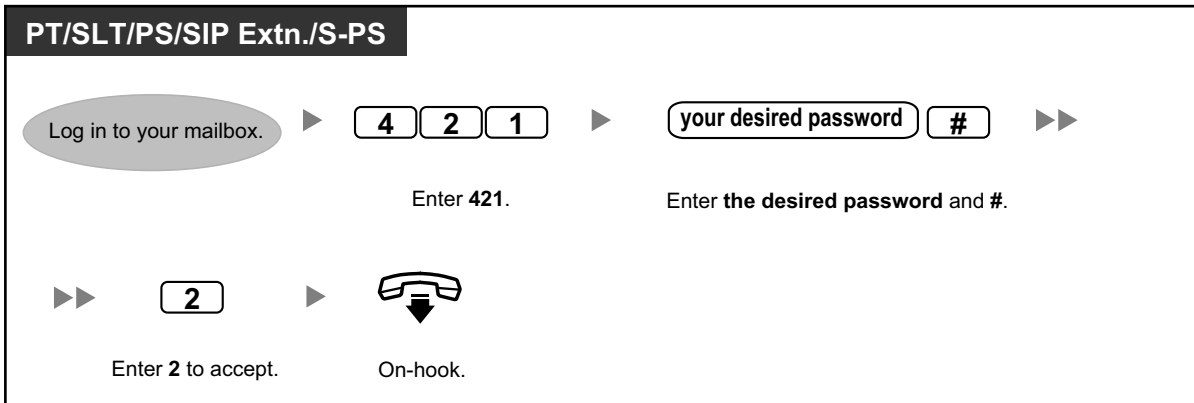 PT/SLT/PS/SIP Extn./S-PS
Log in to your mailbox.
4 2 1
your desired password #
Enter 421.
Enter the desired password and #.
2
Enter 2 to accept.
On-hook.